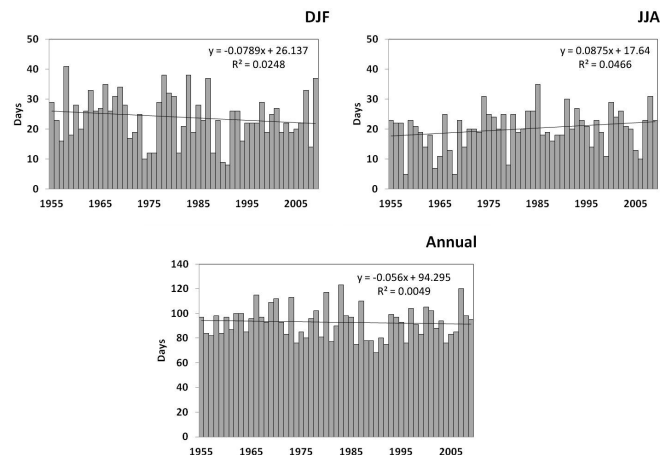 DJF
y = -0.0789x + 26.137
R² = 0.0248
Days
50
40
30
20
10
0
1955 1965 1975 1985 1995 2005
JJA
y = 0.0875x + 17.64
R² = 0.0466
Days
50
40
30
20
10
0
1955 1965 1975 1985 1995 2005
Annual
y = -0.056x + 94.295
R² = 0.0049
Days
140
120
100
80
60
40
20
0
1955 1965 1975 1985 1995 2005